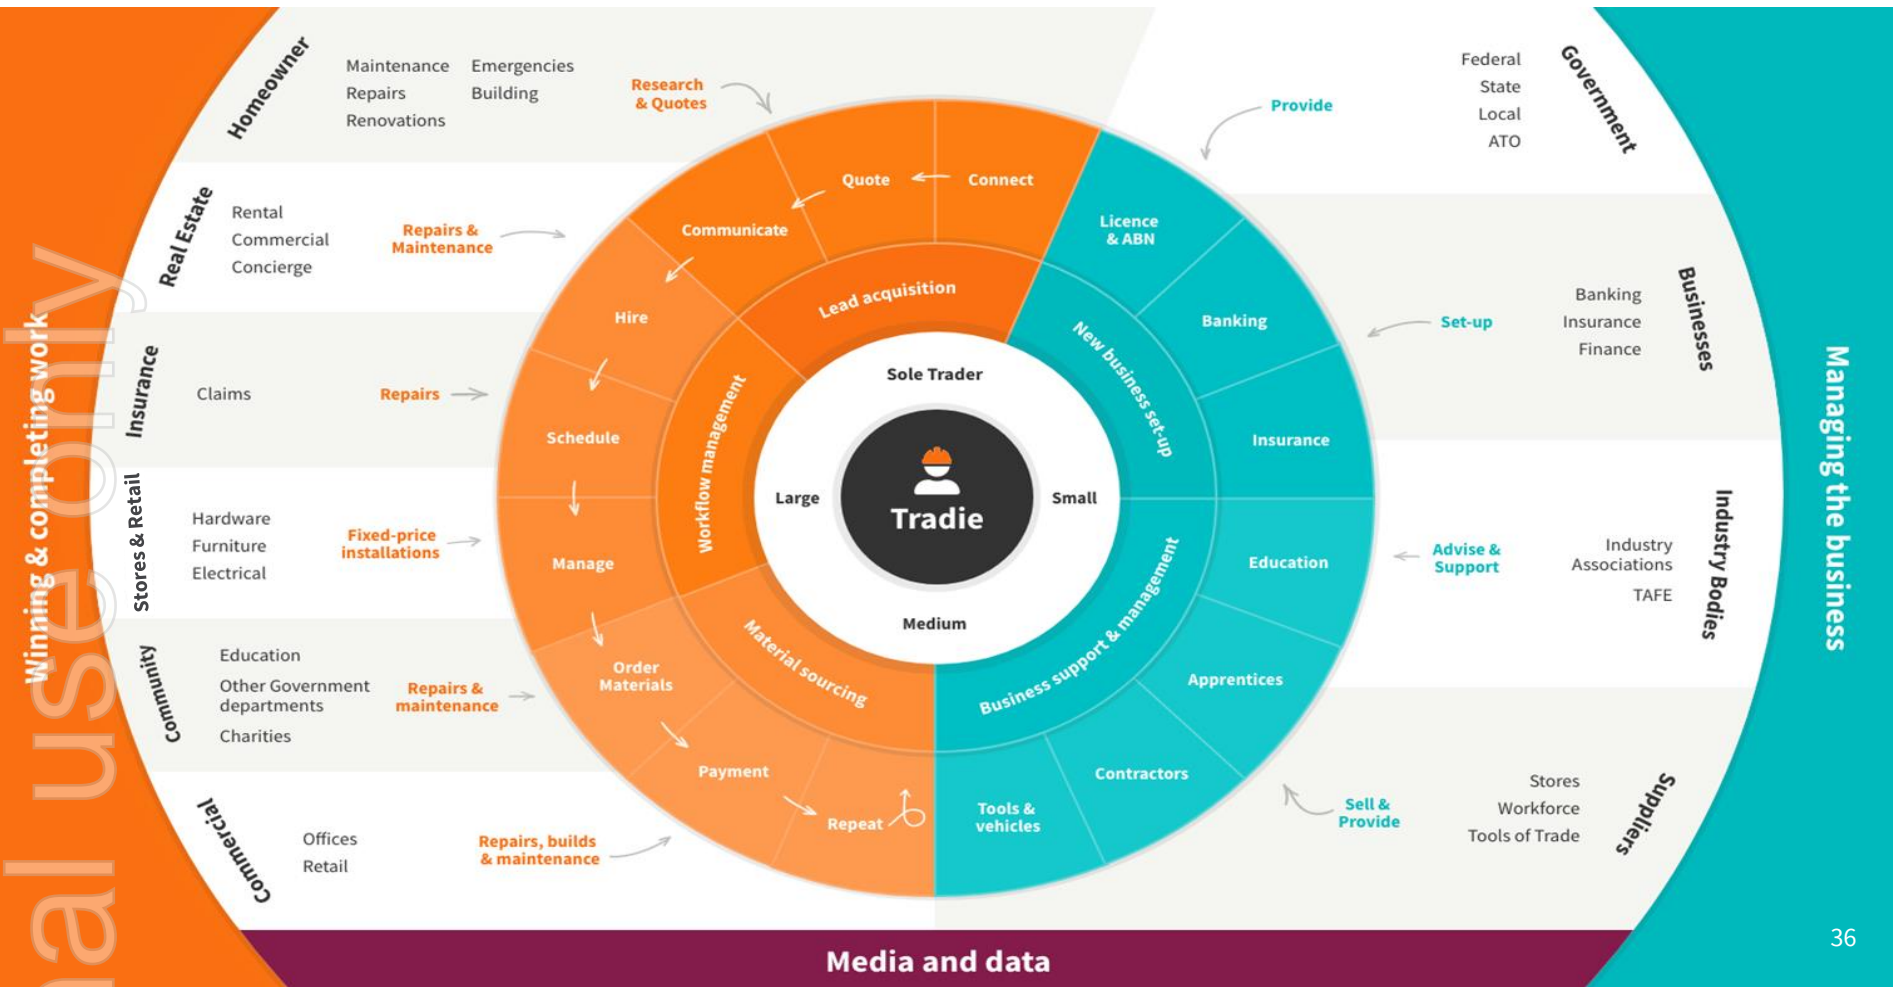 Winning & completing work
Homeowner
Maintenance
Repairs
Renovations
Emergencies
Building
Research
& Quotes
Real Estate
Rental
Commercial
Concierge
Repairs &
Maintenance
Insurance
Claims
Repairs
Stores & Retail
Hardware
Furniture
Electrical
Fixed-price
installations
Community
Education
Other Government
departments
Charities
Repairs &
maintenance
Commercial
Offices
Retail
Repairs, builds
& maintenance
Connect
Quote
Communicate
Hire
Schedule
Manage
Order
Materials
Payment
Repeat
Lead acquisition
Workflow management
Material sourcing
Sole Trader
Large
Small
Medium
Tradie
New business set-up
Business support & management
Licence
& ABN
Banking
Insurance
Education
Apprentices
Contractors
Tools &
vehicles
Provide
Federal
State
Local
ATO
Government
Set-up
Banking
Insurance
Finance
Businesses
Advise &
Support
Industry
Associations
TAFE
Industry Bodies
Sell &
Provide
Stores
Workforce
Tools of Trade
Suppliers
Managing the business
Media and data
36
use only